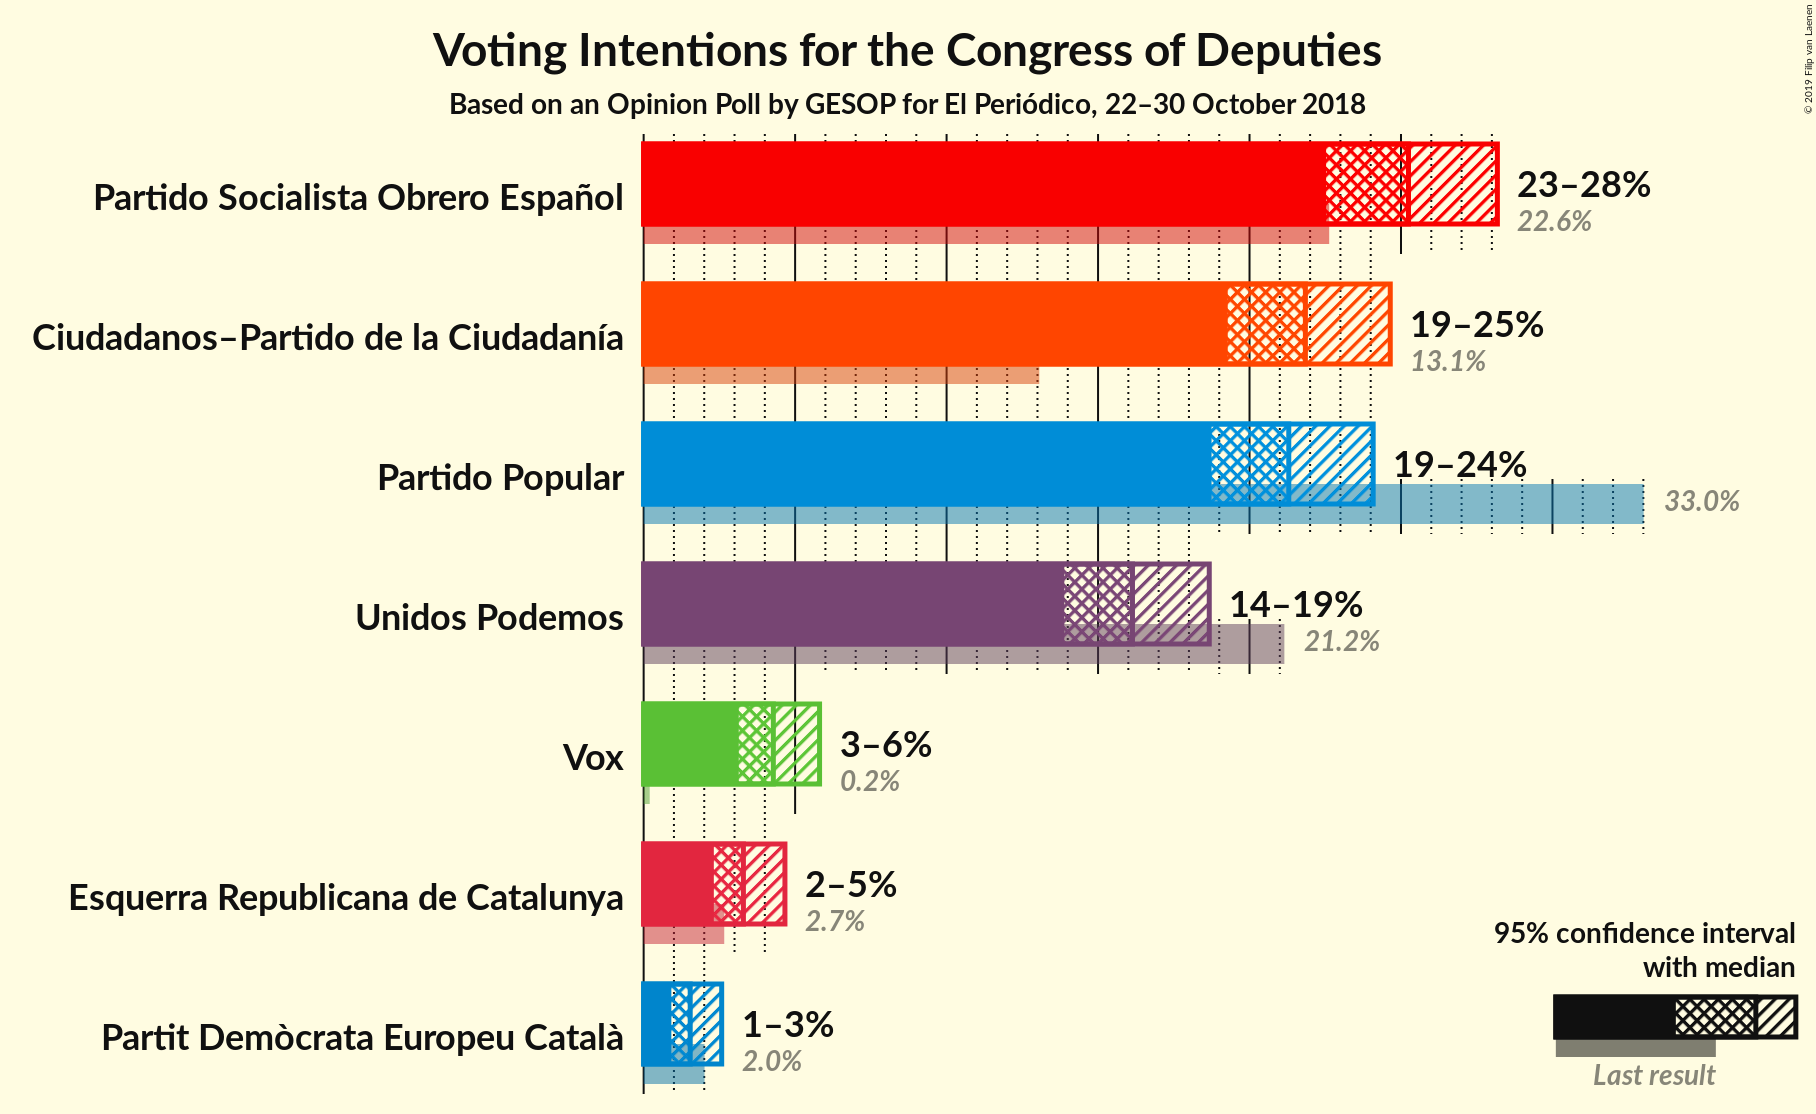 Voting Intentions for the Congress of Deputies
Based on an Opinion Poll by GESOP for El Periódico, 22–30 October 2018
© 2019 Filip van Laenen
Partido Socialista Obrero Español
23–28%
22.6%
Ciudadanos–Partido de la Ciudadanía
19–25%
13.1%
Partido Popular
19–24%
33.0%
Unidos Podemos
14–19%
21.2%
Vox
3–6%
0.2%
Esquerra Republicana de Catalunya
2–5%
2.7%
Partit Demòcrata Europeu Català
1–3%
2.0%
95% confidence interval
with median
Last result